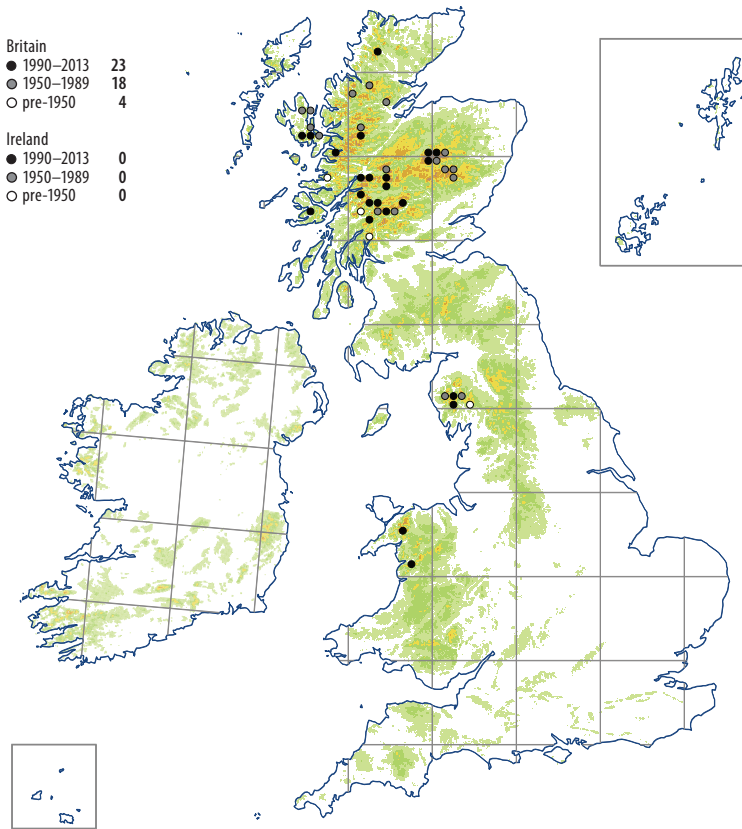 Britain
● 1990–2013 23
● 1950–1989 18
○ pre-1950 4
Ireland
● 1990–2013 0
● 1950–1989 0
○ pre-1950 0